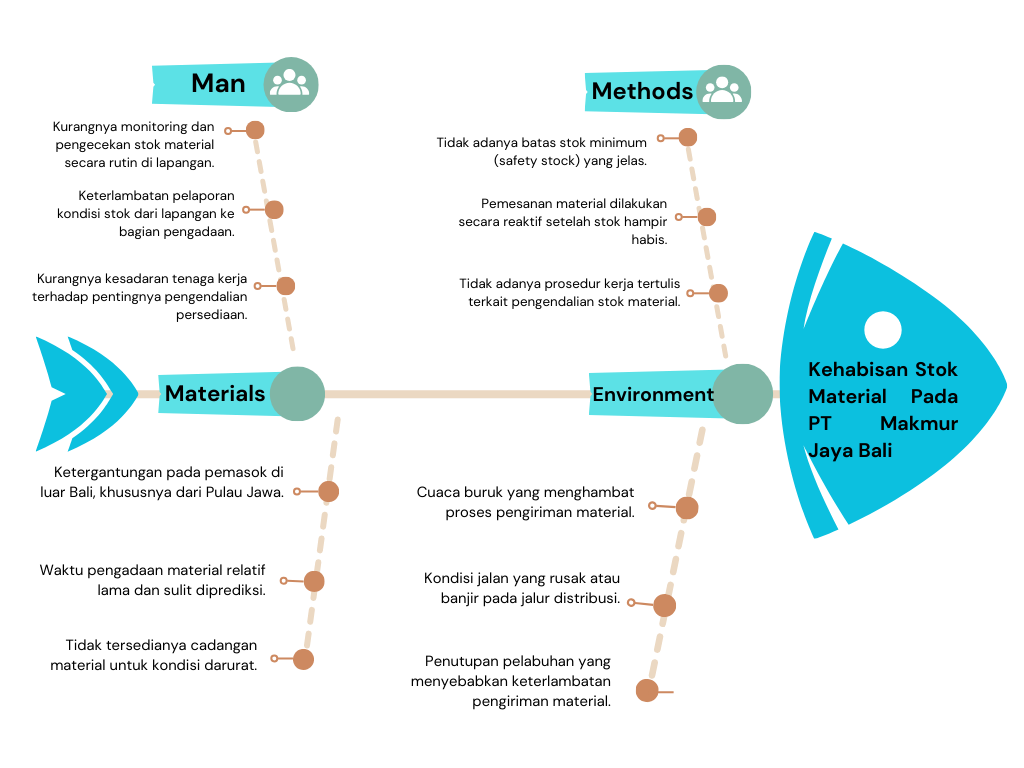 Man
Kurangnya monitoring dan
pengecekan stok material
secara rutin di lapangan.
Keterlambatan pelaporan
kondisi stok dari lapangan ke
bagian pengadaan.
Kurangnya kesadaran tenaga kerja
terhadap pentingnya pengendalian
persediaan.
Methods
Tidak adanya batas stok minimum
(safety stock) yang jelas.
Pemesanan material dilakukan
secara reaktif setelah stok hampir
habis.
Tidak adanya prosedur kerja tertulis
terkait pengendalian stok material.
Materials
Ketergantungan pada pemasok di
luar Bali, khususnya dari Pulau Jawa.
Waktu pengadaan material relatif
lama dan sulit diprediksi.
Tidak tersedianya cadangan
material untuk kondisi darurat.
Environment
Cuaca buruk yang menghambat
proses pengiriman material.
Kondisi jalan yang rusak atau
banjir pada jalur distribusi.
Penutupan pelabuhan yang
menyebabkan keterlambatan
pengiriman material.
Kehabisan Stok
Material Pada
PT Makmur
Jaya Bali